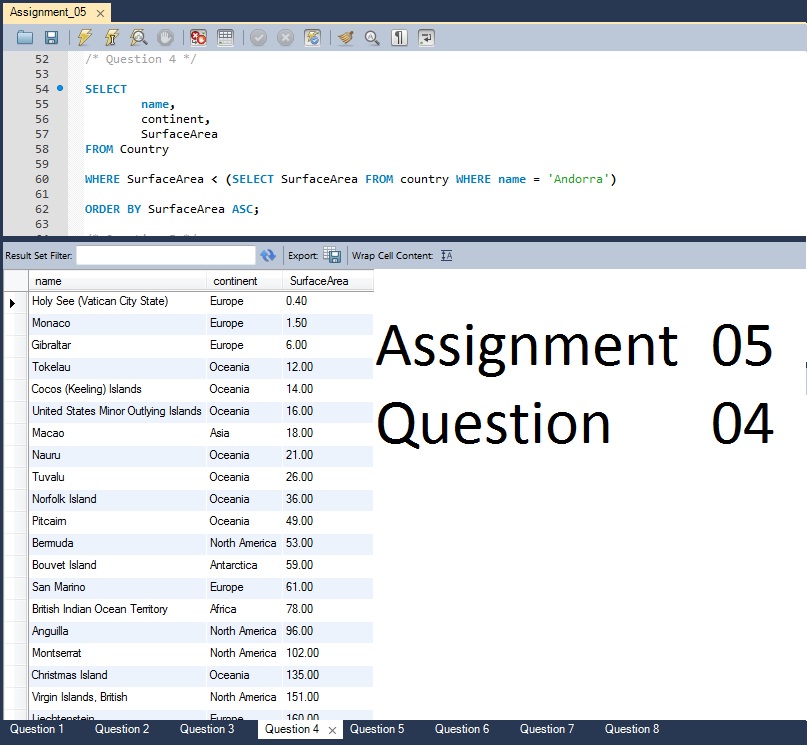 Assignment_05
52 /* Question 4 */
53
54 SELECT
55 name,
56 continent,
57 SurfaceArea
58 FROM Country
59
60 WHERE SurfaceArea < (SELECT SurfaceArea FROM country WHERE name = 'Andorra')
61
62 ORDER BY SurfaceArea ASC;
63
Result Set Filter: Export: Wrap Cell Content:
name continent SurfaceArea
Holy See (Vatican City State) Europe 0.40
Monaco Europe 1.50
Gibraltar Europe 6.00
Tokelau Oceania 12.00
Cocos (Keeling) Islands Oceania 14.00
United States Minor Outlying Islands Oceania 16.00
Macao Asia 18.00
Nauru Oceania 21.00
Tuvalu Oceania 26.00
Norfolk Island Oceania 36.00
Pitcairn Oceania 49.00
Bermuda North America 53.00
Bouvet Island Antarctica 59.00
San Marino Europe 61.00
British Indian Ocean Territory Africa 78.00
Anguilla North America 96.00
Montserrat North America 102.00
Christmas Island Oceania 135.00
Virgin Islands, British North America 151.00
Liechtenstein Europe 160.00
Assignment 05
Question 04
Question 1 Question 2 Question 3 Question 4 Question 5 Question 6 Question 7 Question 8